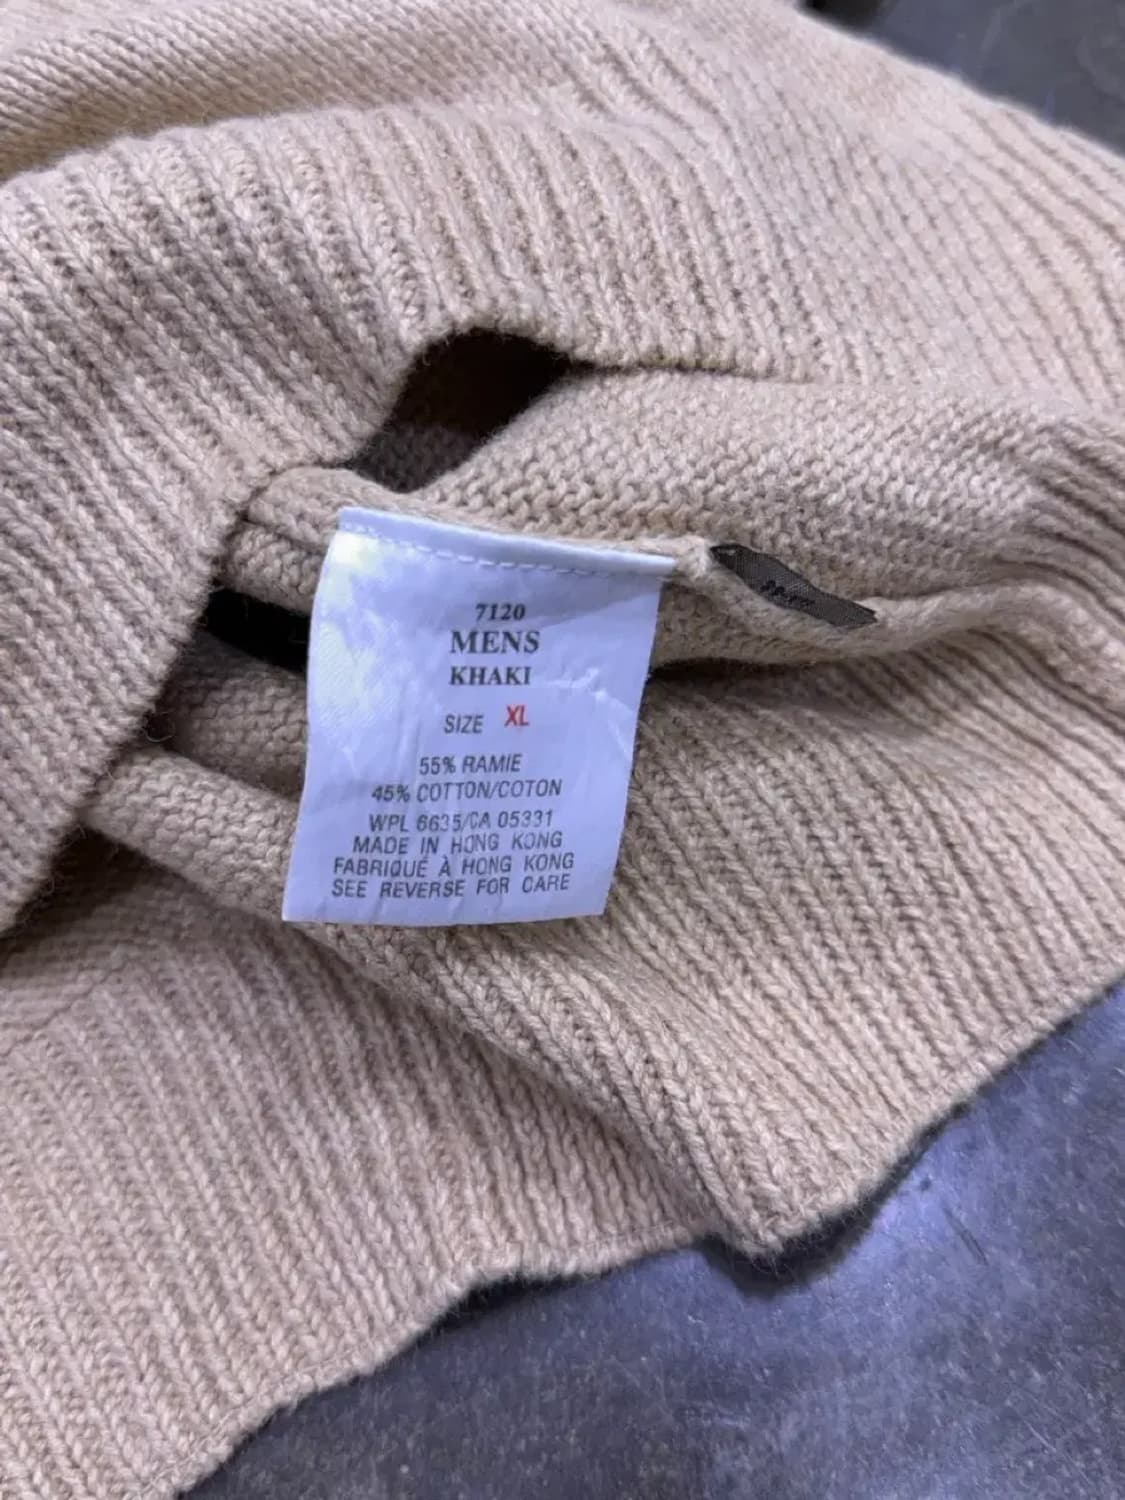 7120
MENS
KHAKI
SIZE XL
55% RAMIE
45% COTTON/COTON
WPL 6635/CA 05331
MADE IN HONG KONG
FABRIQUÉ À HONG KONG
SEE REVERSE FOR CARE